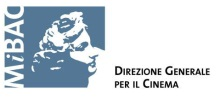 MiBAC
DIREZIONE GENERALE
PER IL CINEMA